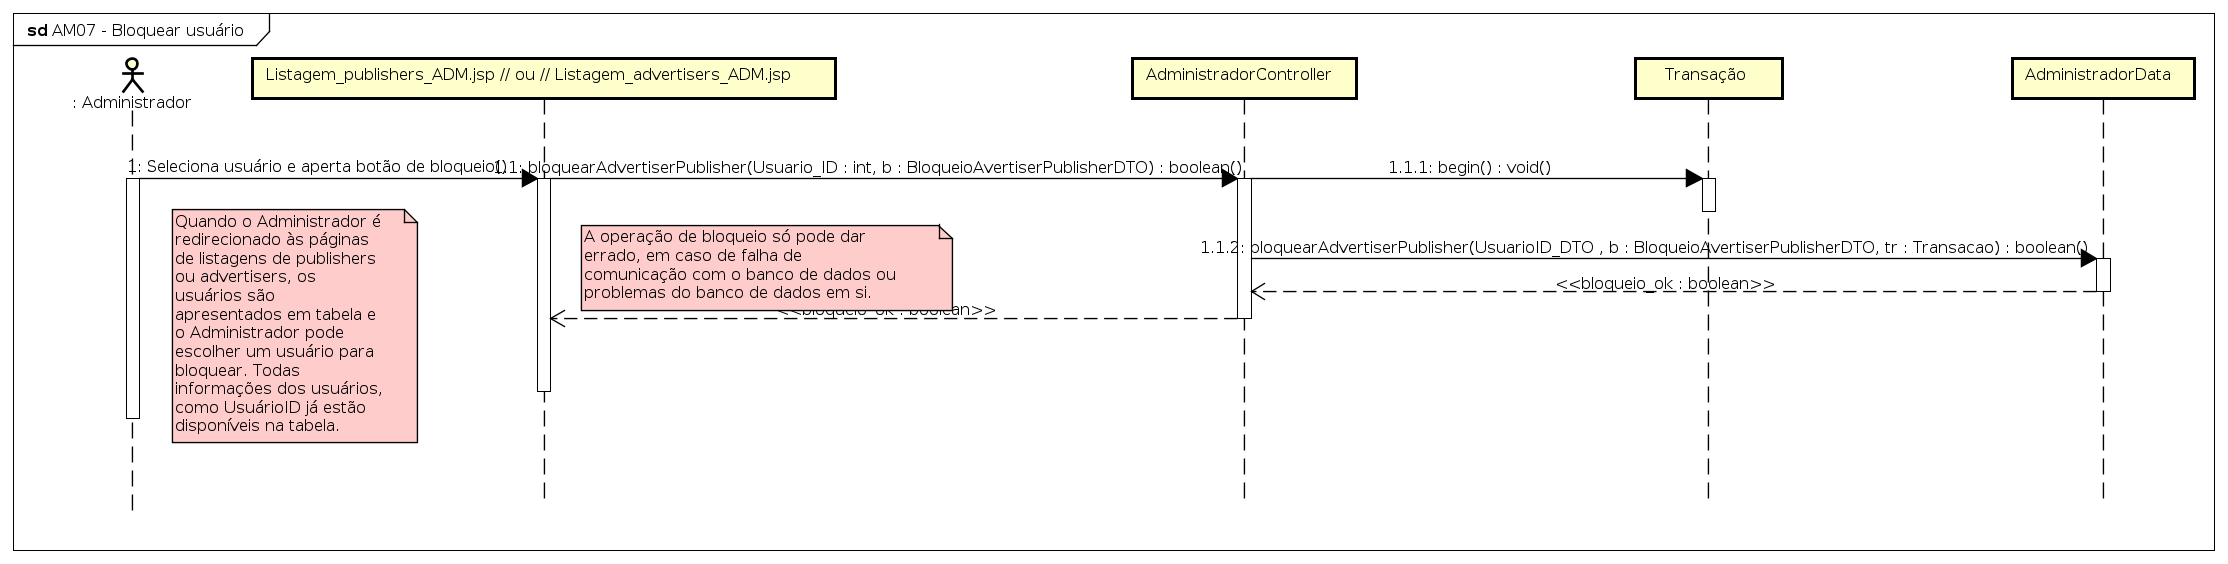 sd AM07 - Bloquear usuário
: Administrador
Listagem_publishers_ADM.jsp // ou // Listagem_advertisers_ADM.jsp
AdministradorController
Transação
AdministradorData
1: Seleciona usuário e aperta botão de bloqueio()
1.1: bloquearAdvertiserPublisher(Usuario_ID : int, b : BloqueioAvertiserPublisherDTO) : boolean()
1.1.1: begin() : void()
Quando o Administrador é
redirecionado às páginas
de listagens de publishers
ou advertisers, os
usuários são
apresentados em tabela e
o Administrador pode
escolher um usuário para
bloquear. Todas
informações dos usuários,
como UsuárioID já estão
disponíveis na tabela.
A operação de bloqueio só pode dar
errado, em caso de falha de
comunicação com o banco de dados ou
problemas do banco de dados em si.
1.1.2: bloquearAdvertiserPublisher(UsuarioID_DTO , b : BloqueioAvertiserPublisherDTO, tr : Transacao) : boolean()
<<bloqueio_ok : boolean>>
<<bloqueio_ok : boolean>>